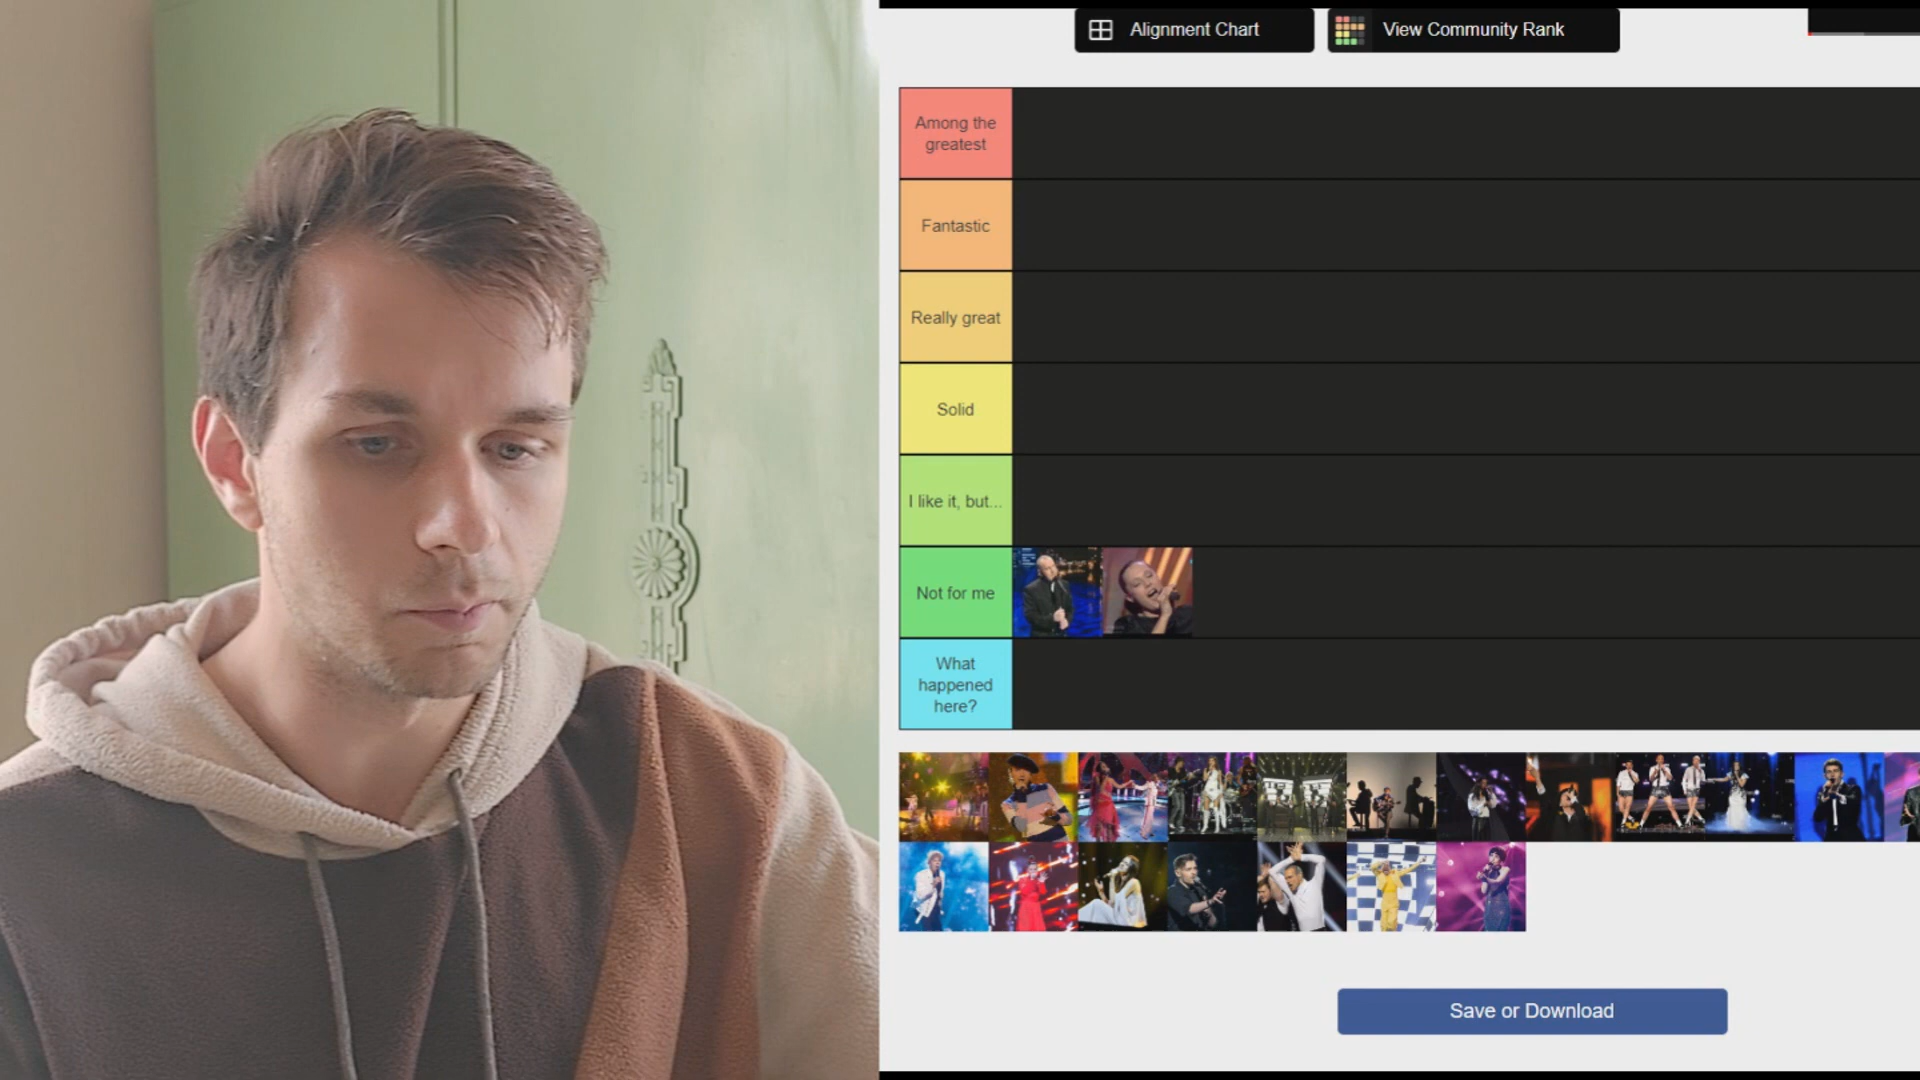 Alignment Chart
View Community Rank
Among the
greatest
Fantastic
Really great
Solid
I like it, but...
Not for me
What
happened
here?
Save or Download